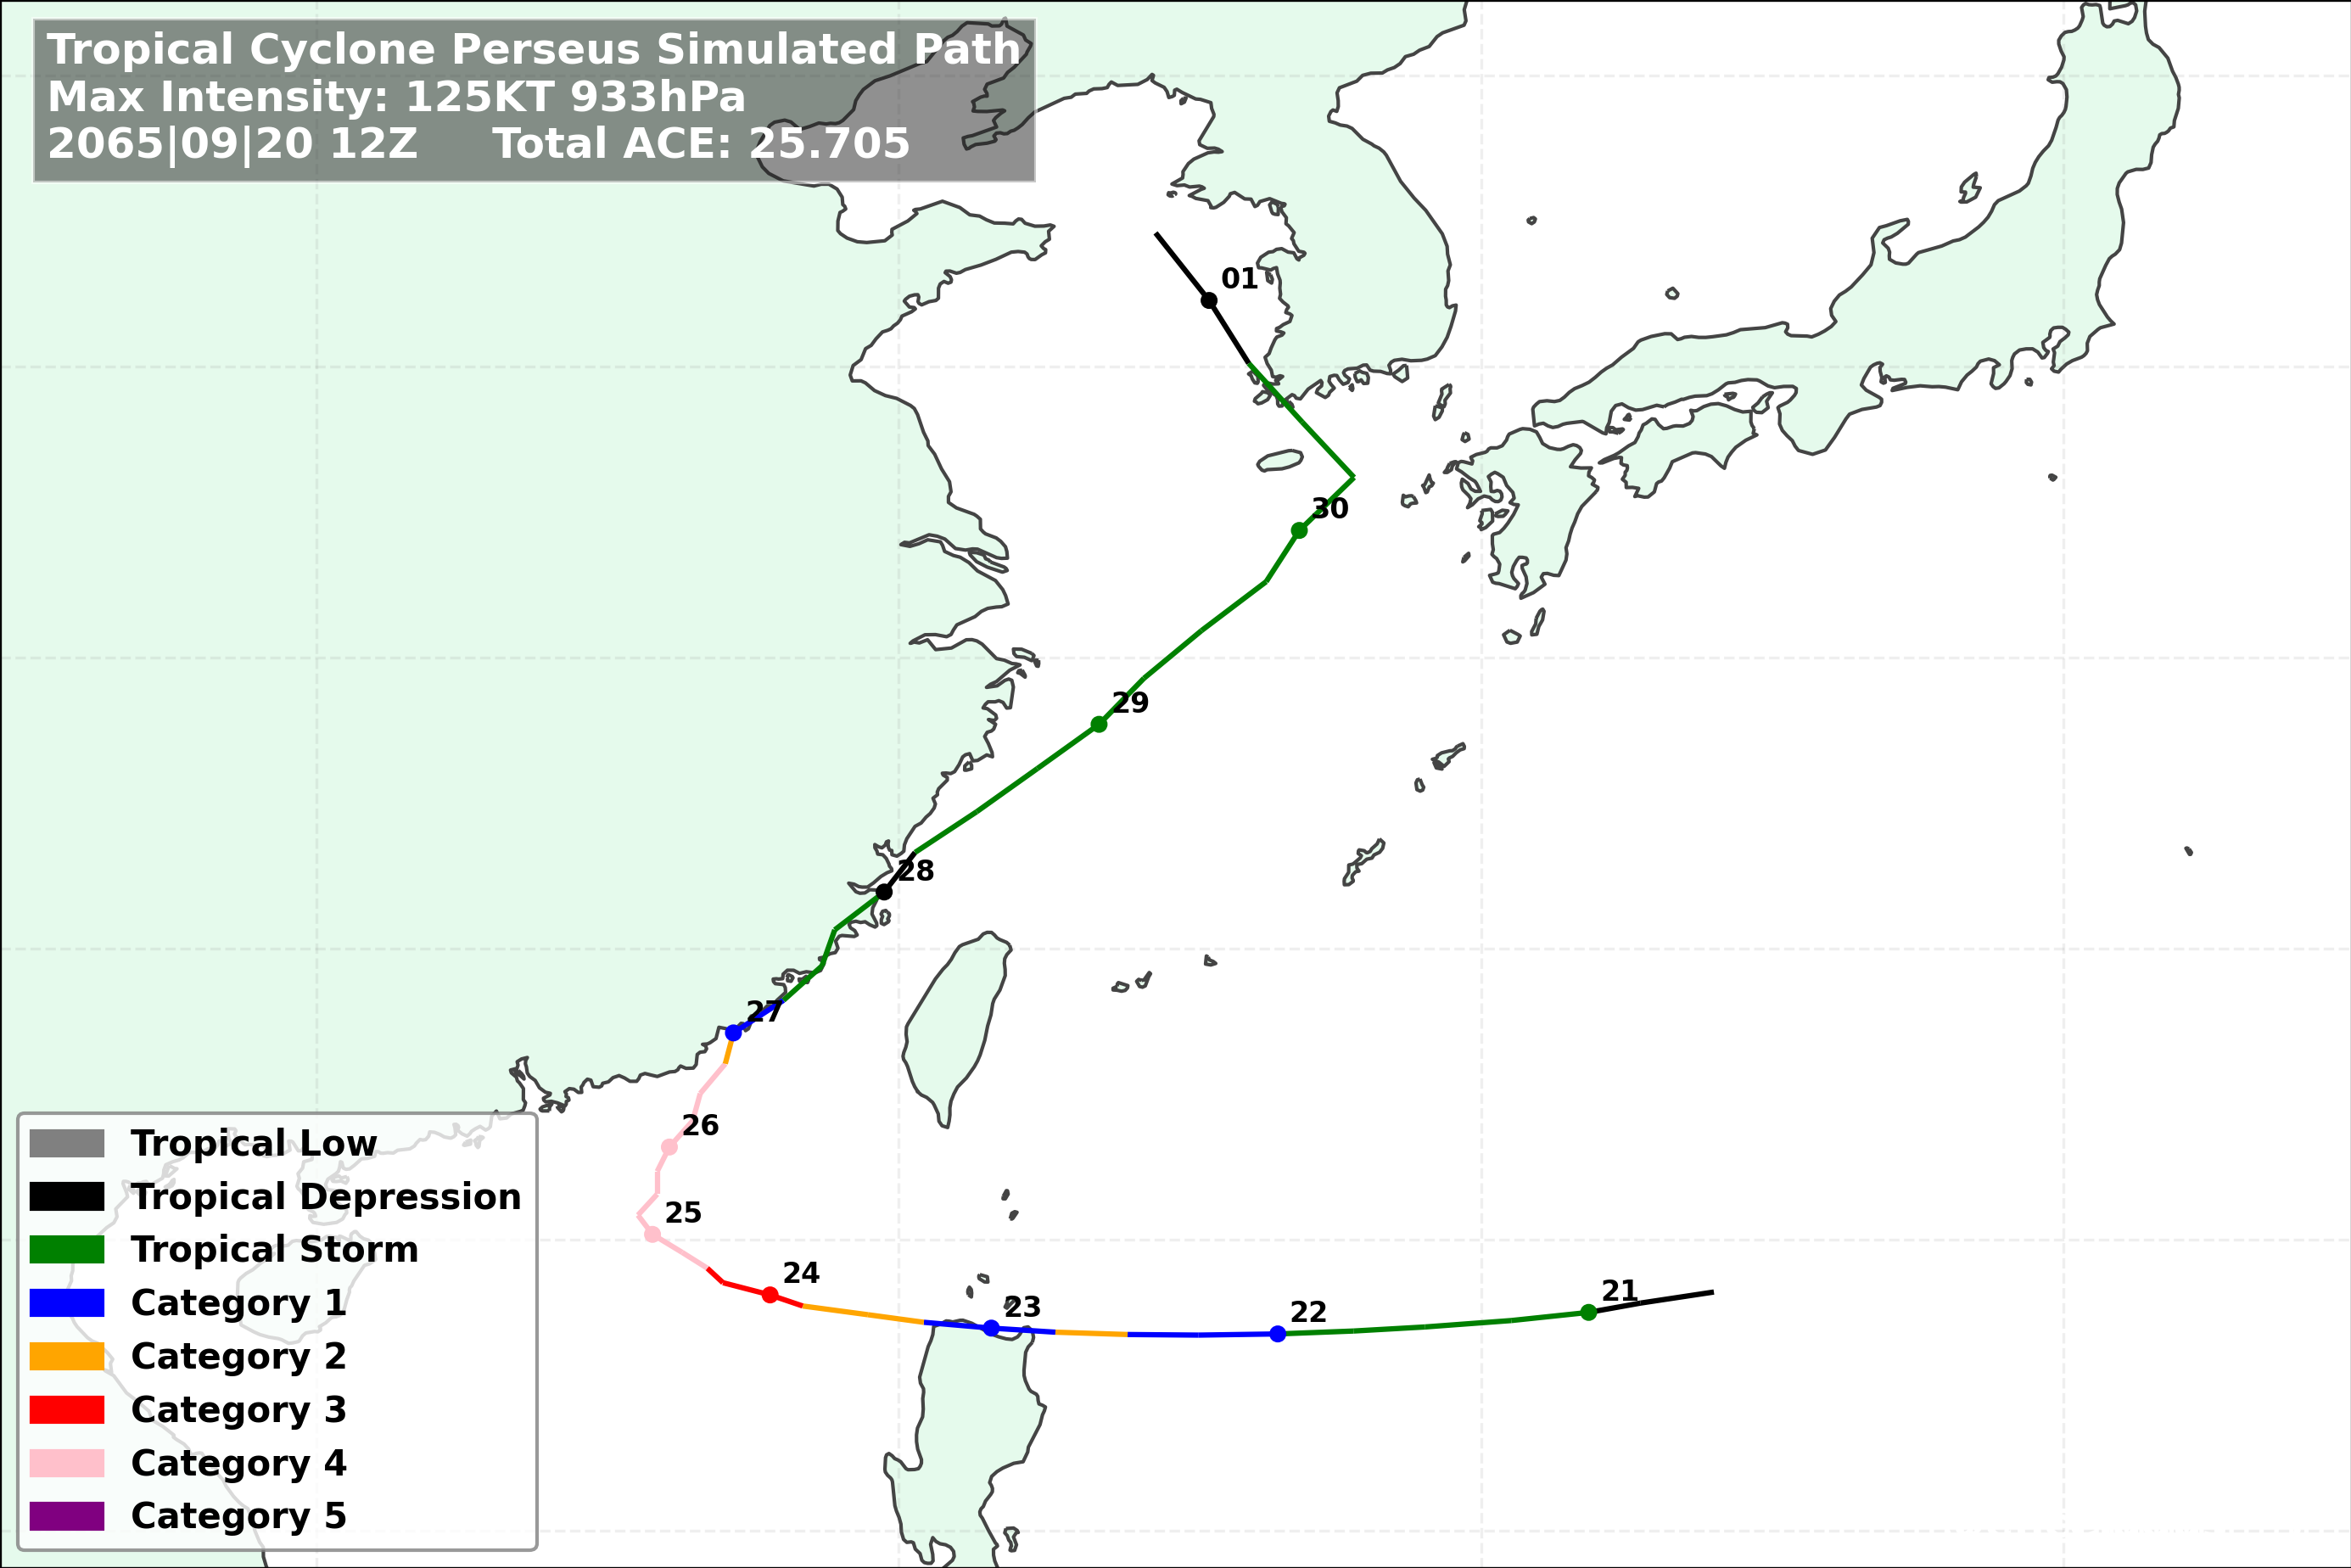 Tropical Cyclone Perseus Simulated Path
Max Intensity: 125KT 933hPa
2065|09|20 12Z Total ACE: 25.705
01
30
29
28
27
26
25
24
23
22
21
Tropical Low
Tropical Depression
Tropical Storm
Category 1
Category 2
Category 3
Category 4
Category 5